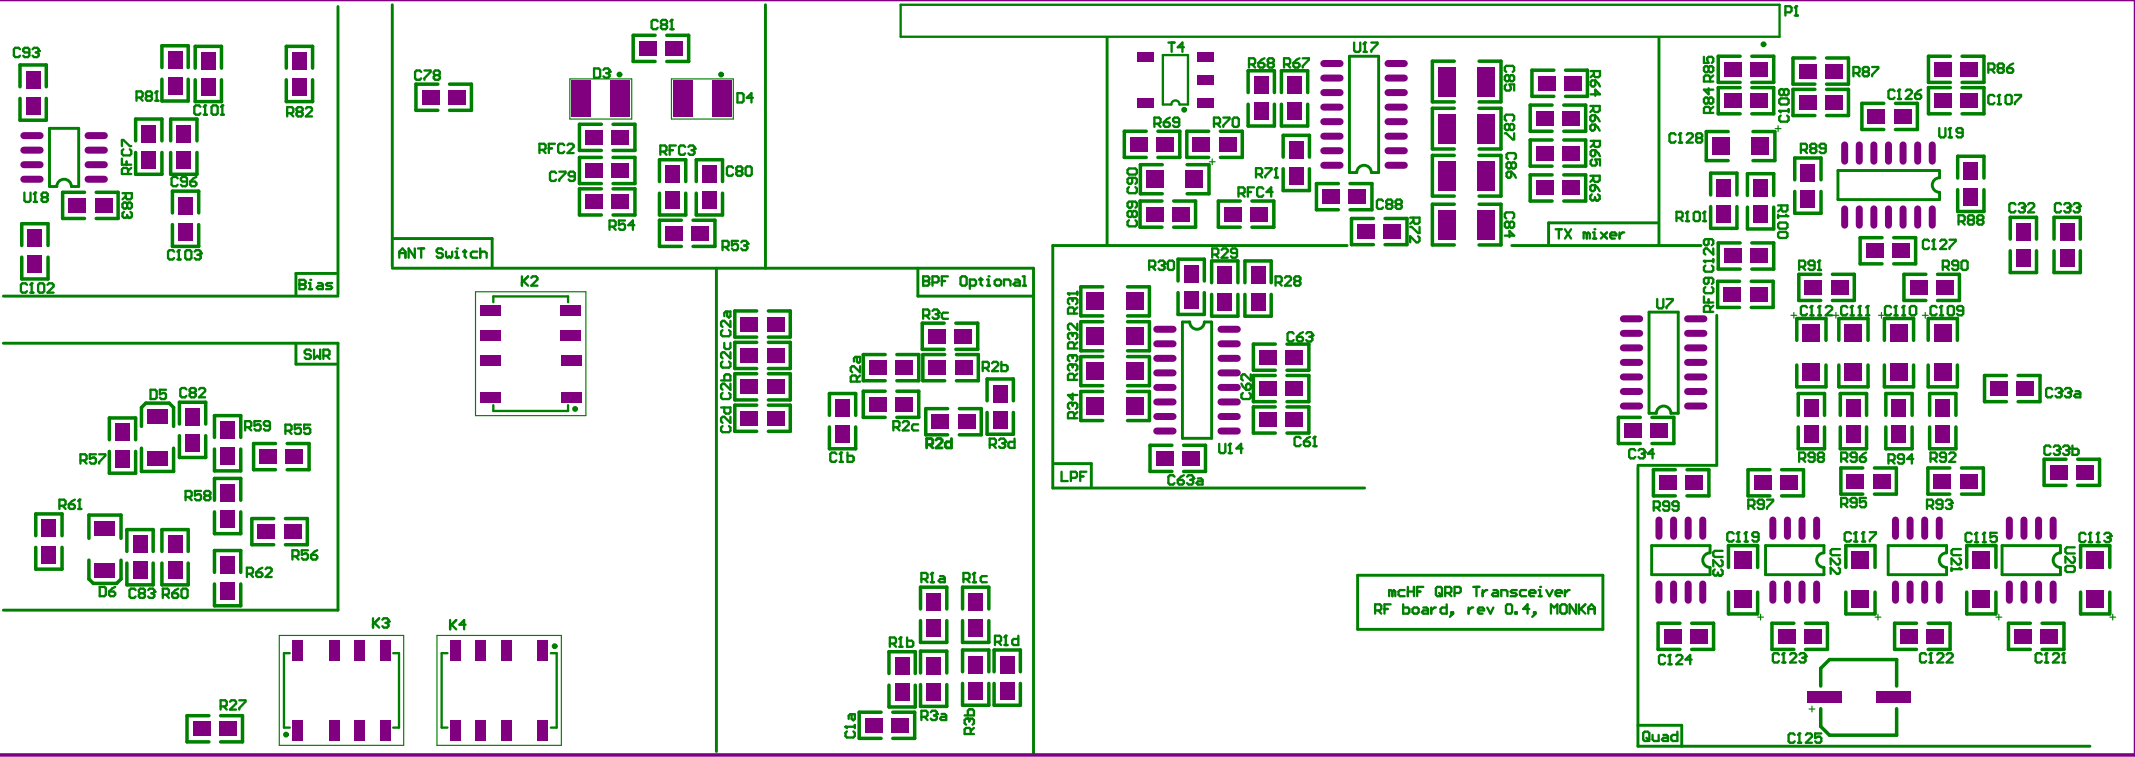 C93
R81
C101
R82
RFC7
C96
U18
R83
C103
C102
Bias
SWR
D5
C82
R59
R55
R57
R61
R58
R56
R62
D6
C83
R60
R27
K3
K4
C78
C81
D3
D4
RFC2
RFC3
C79
C80
R54
R53
ANT Switch
K2
BPF Optional
C2a
C2c
C2b
C2d
R3c
R2a
R2b
R2c
R2d
R3d
C1b
R1a
R1c
R1b
R1d
R3a
R3b
C1a
P1
T4
R68
R67
U17
R69
R70
R71
C90
C89
RFC4
C88
R72
C85
C87
C86
C84
R64
R66
R65
R63
TX mixer
R30
R29
R28
R31
R32
R33
R34
C63
C62
C61
U14
C63a
LPF
mcHF QRP Transceiver
RF board, rev 0.4, MONKA
R85
R84
R87
C108
R86
C107
C126
U19
C128
R89
R88
R101
R100
C129
C127
C32
C33
RFC9
R91
R90
U7
C112
C111
C110
C109
C33a
C34
R98
R96
R94
R92
C33b
R99
R97
R95
R93
C119
C117
C115
C113
U23
U22
U21
U20
C124
C123
C122
C121
C125
Quad